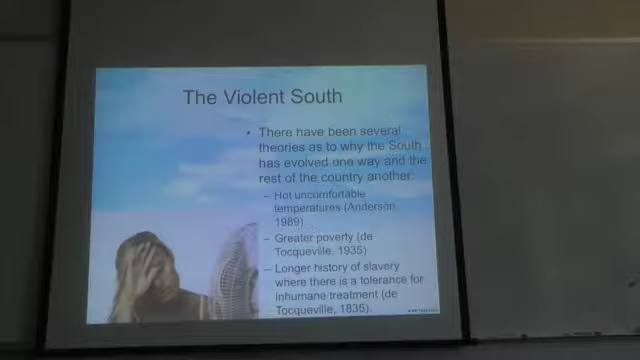 The Violent South
• There have been several
theories as to why the South
has evolved one way and the
rest of the country another:
– Hot uncomfortable
temperatures (Anderson
1989)
– Greater poverty (de
Tocqueville, 1935)
– Longer history of slavery
where there is a tolerance for
inhumane treatment (de
Tocqueville, 1835).